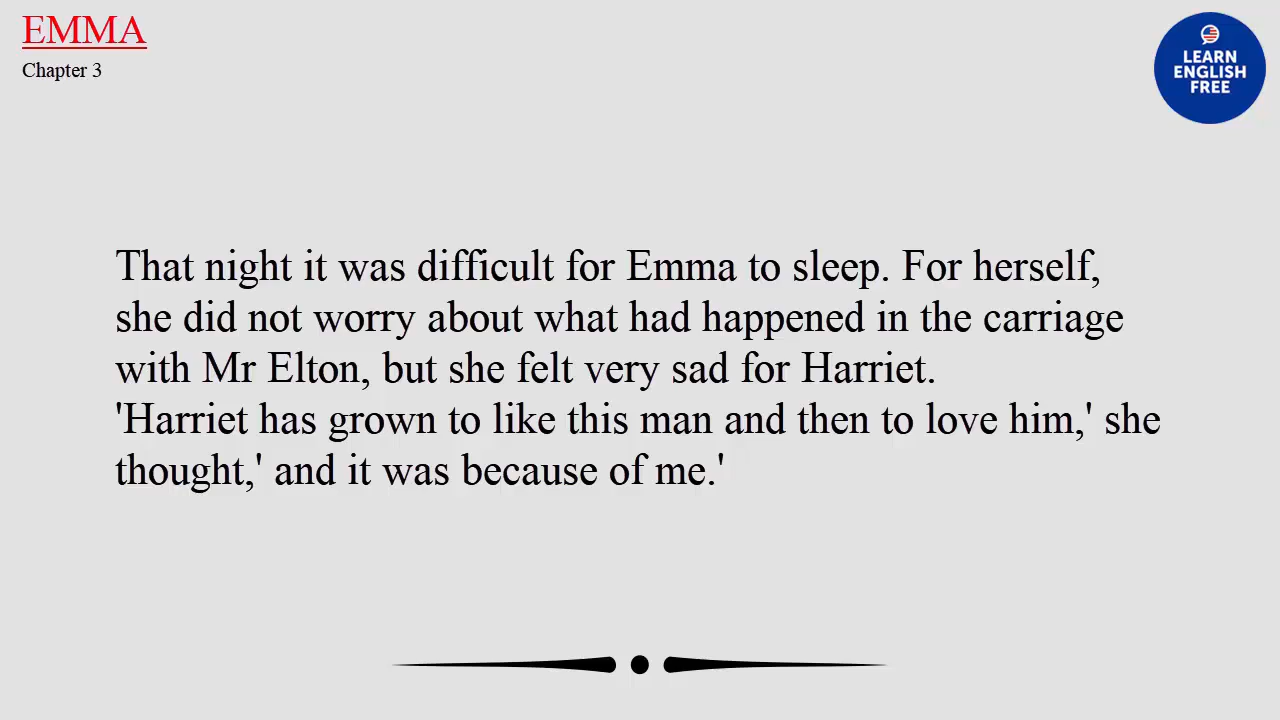 EMMA
Chapter 3
LEARN
ENGLISH
FREE
That night it was difficult for Emma to sleep. For herself,
she did not worry about what had happened in the carriage
with Mr Elton, but she felt very sad for Harriet.
'Harriet has grown to like this man and then to love him,' she
thought,' and it was because of me.'